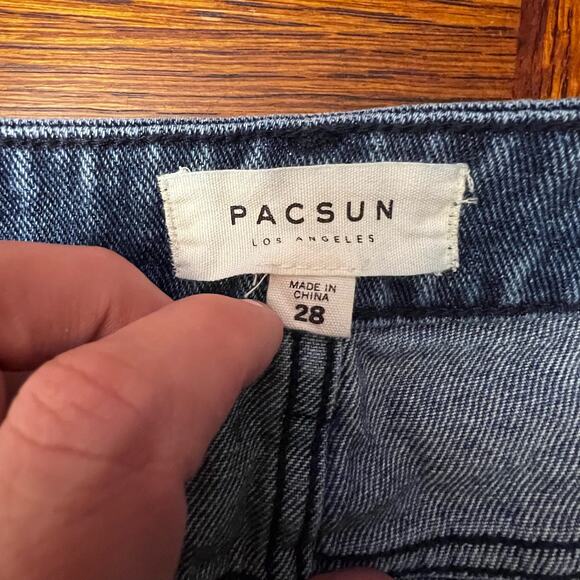 PACSUN
LOS ANGELES
MADE IN
CHINA
28